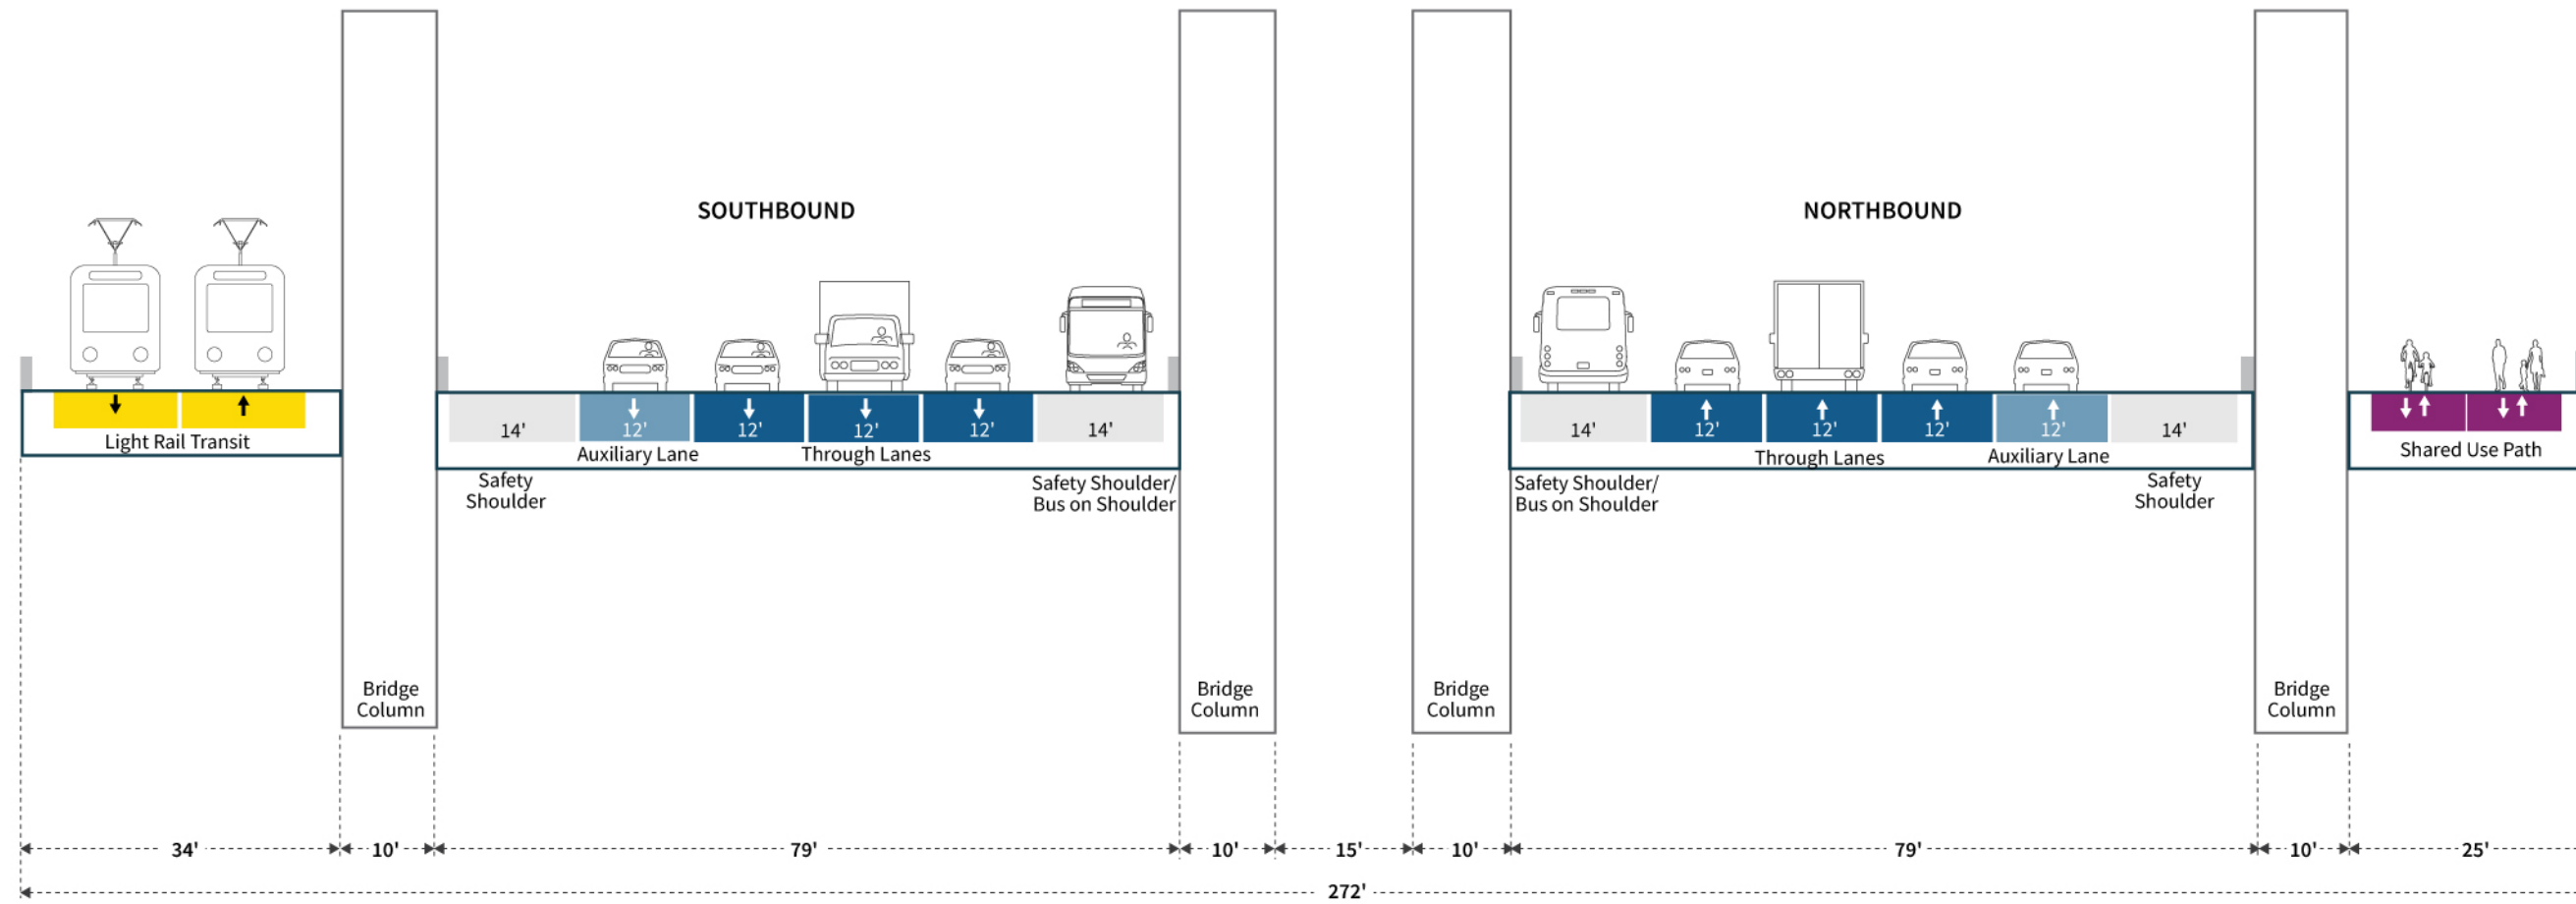 SOUTHBOUND
NORTHBOUND
14'
12'
12'
12'
12'
14'
14'
12'
12'
12'
12'
14'
Light Rail Transit
Auxiliary Lane
Through Lanes
Through Lanes
Auxiliary Lane
Shared Use Path
Safety
Shoulder
Safety Shoulder/
Bus on Shoulder
Safety Shoulder/
Bus on Shoulder
Safety
Shoulder
Bridge
Column
Bridge
Column
Bridge
Column
Bridge
Column
34'
10'
79'
10'
15'
10'
79'
10'
25'
272'